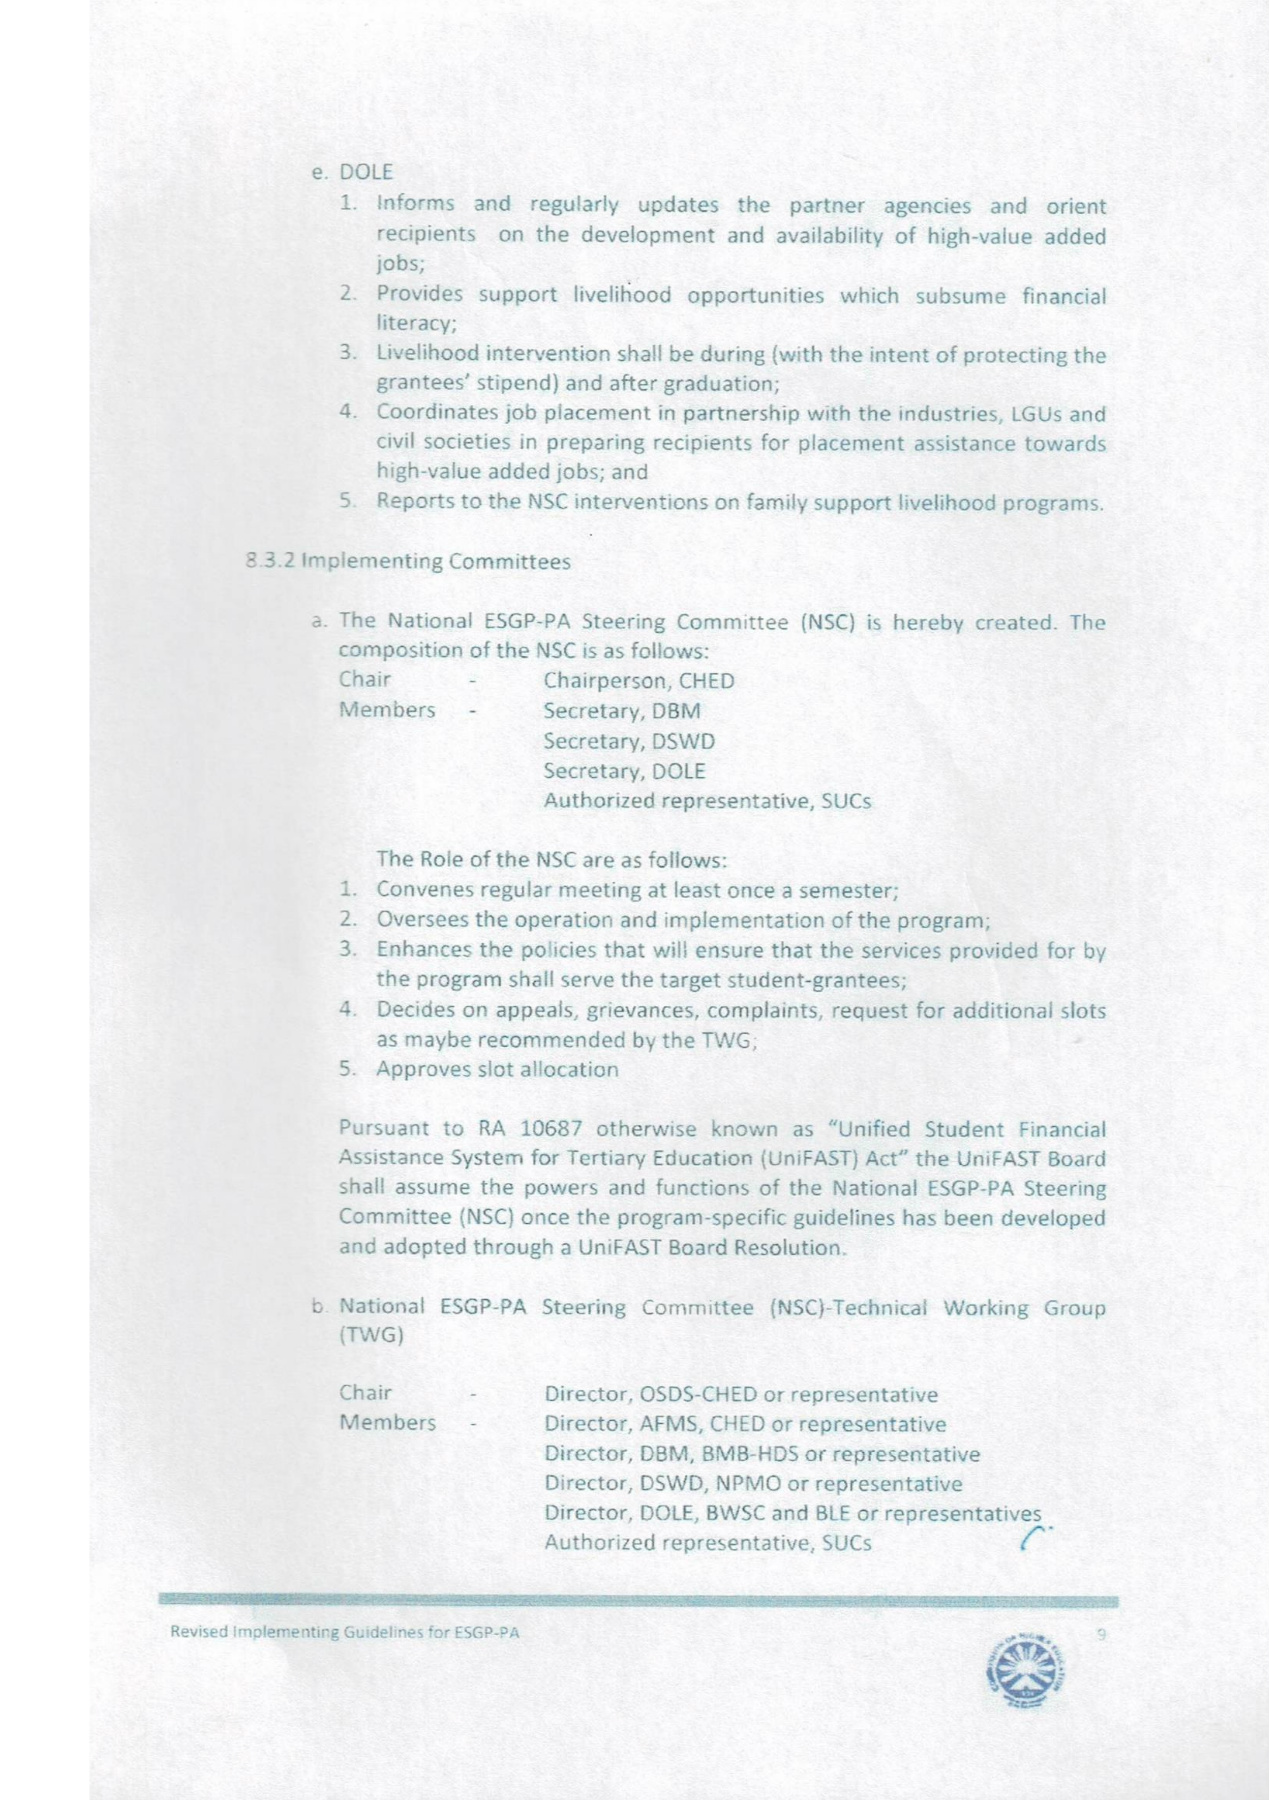 e. DOLE
1. Informs and regularly updates the partner agencies and orient
recipients on the development and availability of high-value added
jobs;
2. Provides support livelihood opportunities which subsume financial
literacy;
3. Livelihood intervention shall be during (with the intent of protecting the
grantees' stipend) and after graduation;
4. Coordinates job placement in partnership with the industries, LGUs and
civil societies in preparing recipients for placement assistance towards
high-value added jobs; and
5. Reports to the NSC interventions on family support livelihood programs.
8.3.2 Implementing Committees
a. The National ESGP-PA Steering Committee (NSC) is hereby created. The
composition of the NSC is as follows:
Chair - Chairperson, CHED
Members - Secretary, DBM
Secretary, DSWD
Secretary, DOLE
Authorized representative, SUCs
The Role of the NSC are as follows:
1. Convenes regular meeting at least once a semester;
2. Oversees the operation and implementation of the program;
3. Enhances the policies that will ensure that the services provided for by
the program shall serve the target student-grantees;
4. Decides on appeals, grievances, complaints, request for additional slots
as maybe recommended by the TWG;
5. Approves slot allocation
Pursuant to RA 10687 otherwise known as "Unified Student Financial
Assistance System for Tertiary Education (UniFAST) Act" the UniFAST Board
shall assume the powers and functions of the National ESGP-PA Steering
Committee (NSC) once the program-specific guidelines has been developed
and adopted through a UniFAST Board Resolution.
b. National ESGP-PA Steering Committee (NSC)-Technical Working Group
(TWG)
Chair - Director, OSDS-CHED or representative
Members - Director, AFMS, CHED or representative
Director, DBM, BMB-HDS or representative
Director, DSWD, NPMO or representative
Director, DOLE, BWSC and BLE or representatives
Authorized representative, SUCs
Revised Implementing Guidelines for ESGP-PA
9
COMMISSION ON HIGHER EDUCATION